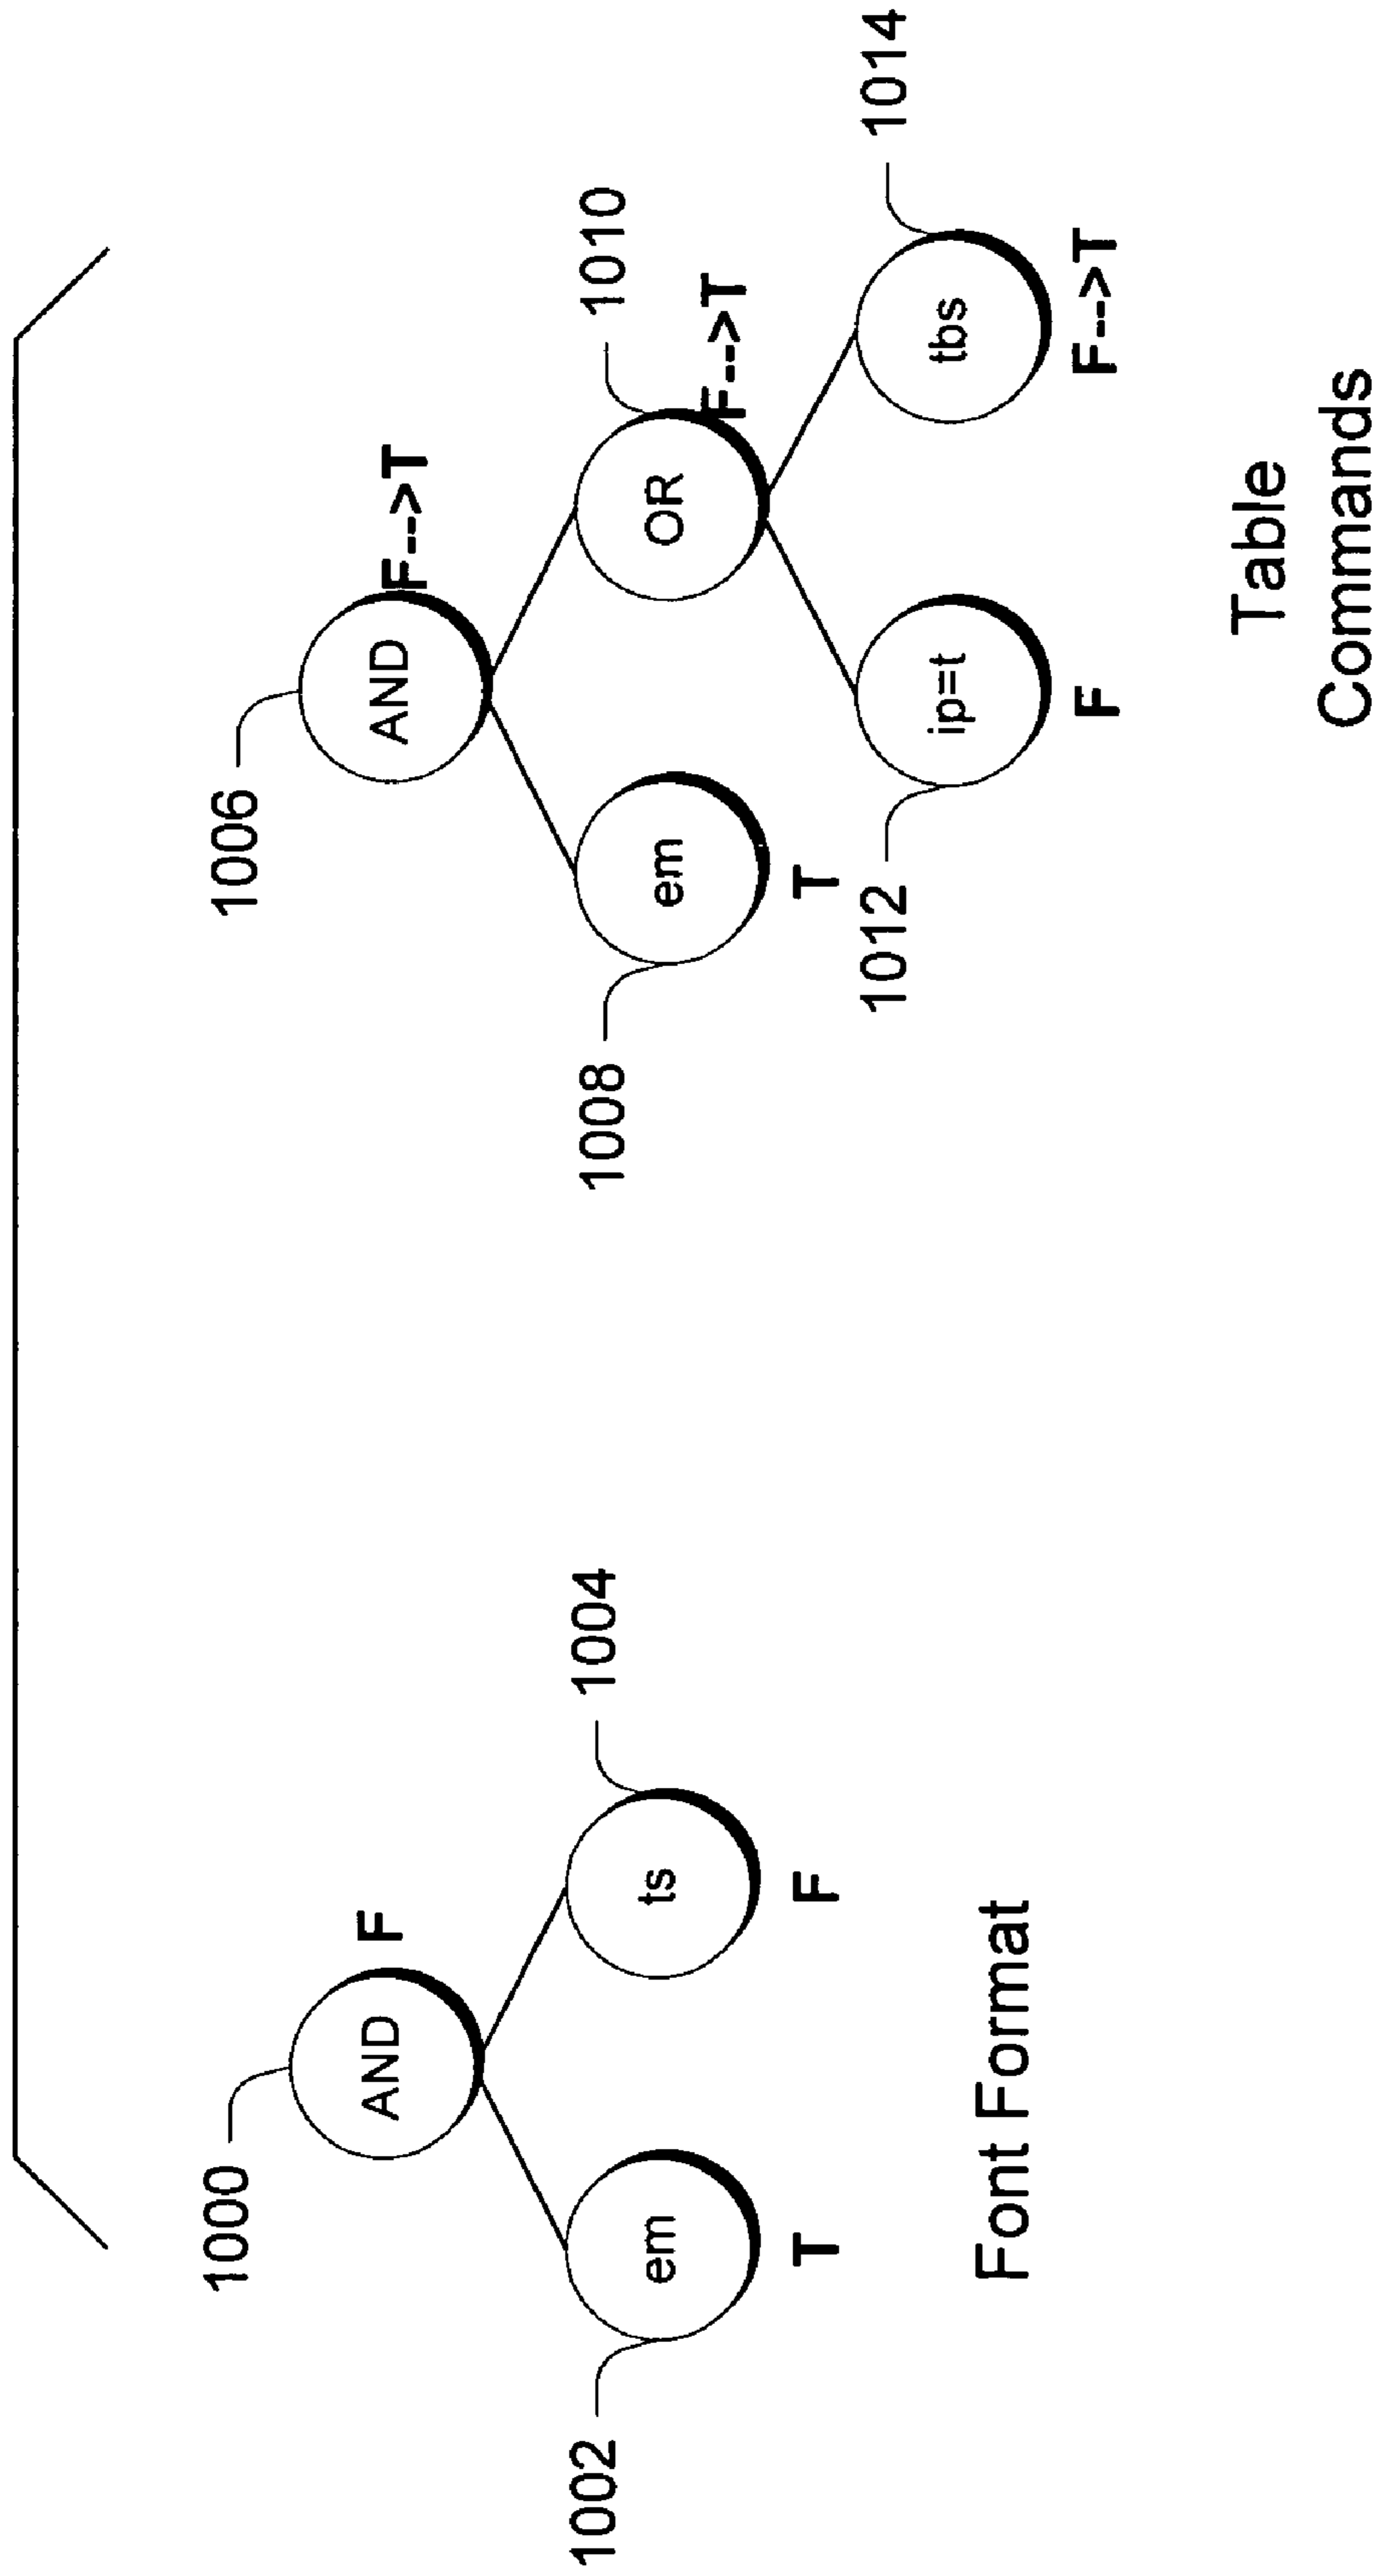 1000
AND
F
1002
em
T
1004
ts
F
Font Format
1006
AND
F-->T
1008
em
T
1010
OR
F-->T
1012
ip=t
F
1014
tbs
F-->T
Table
Commands